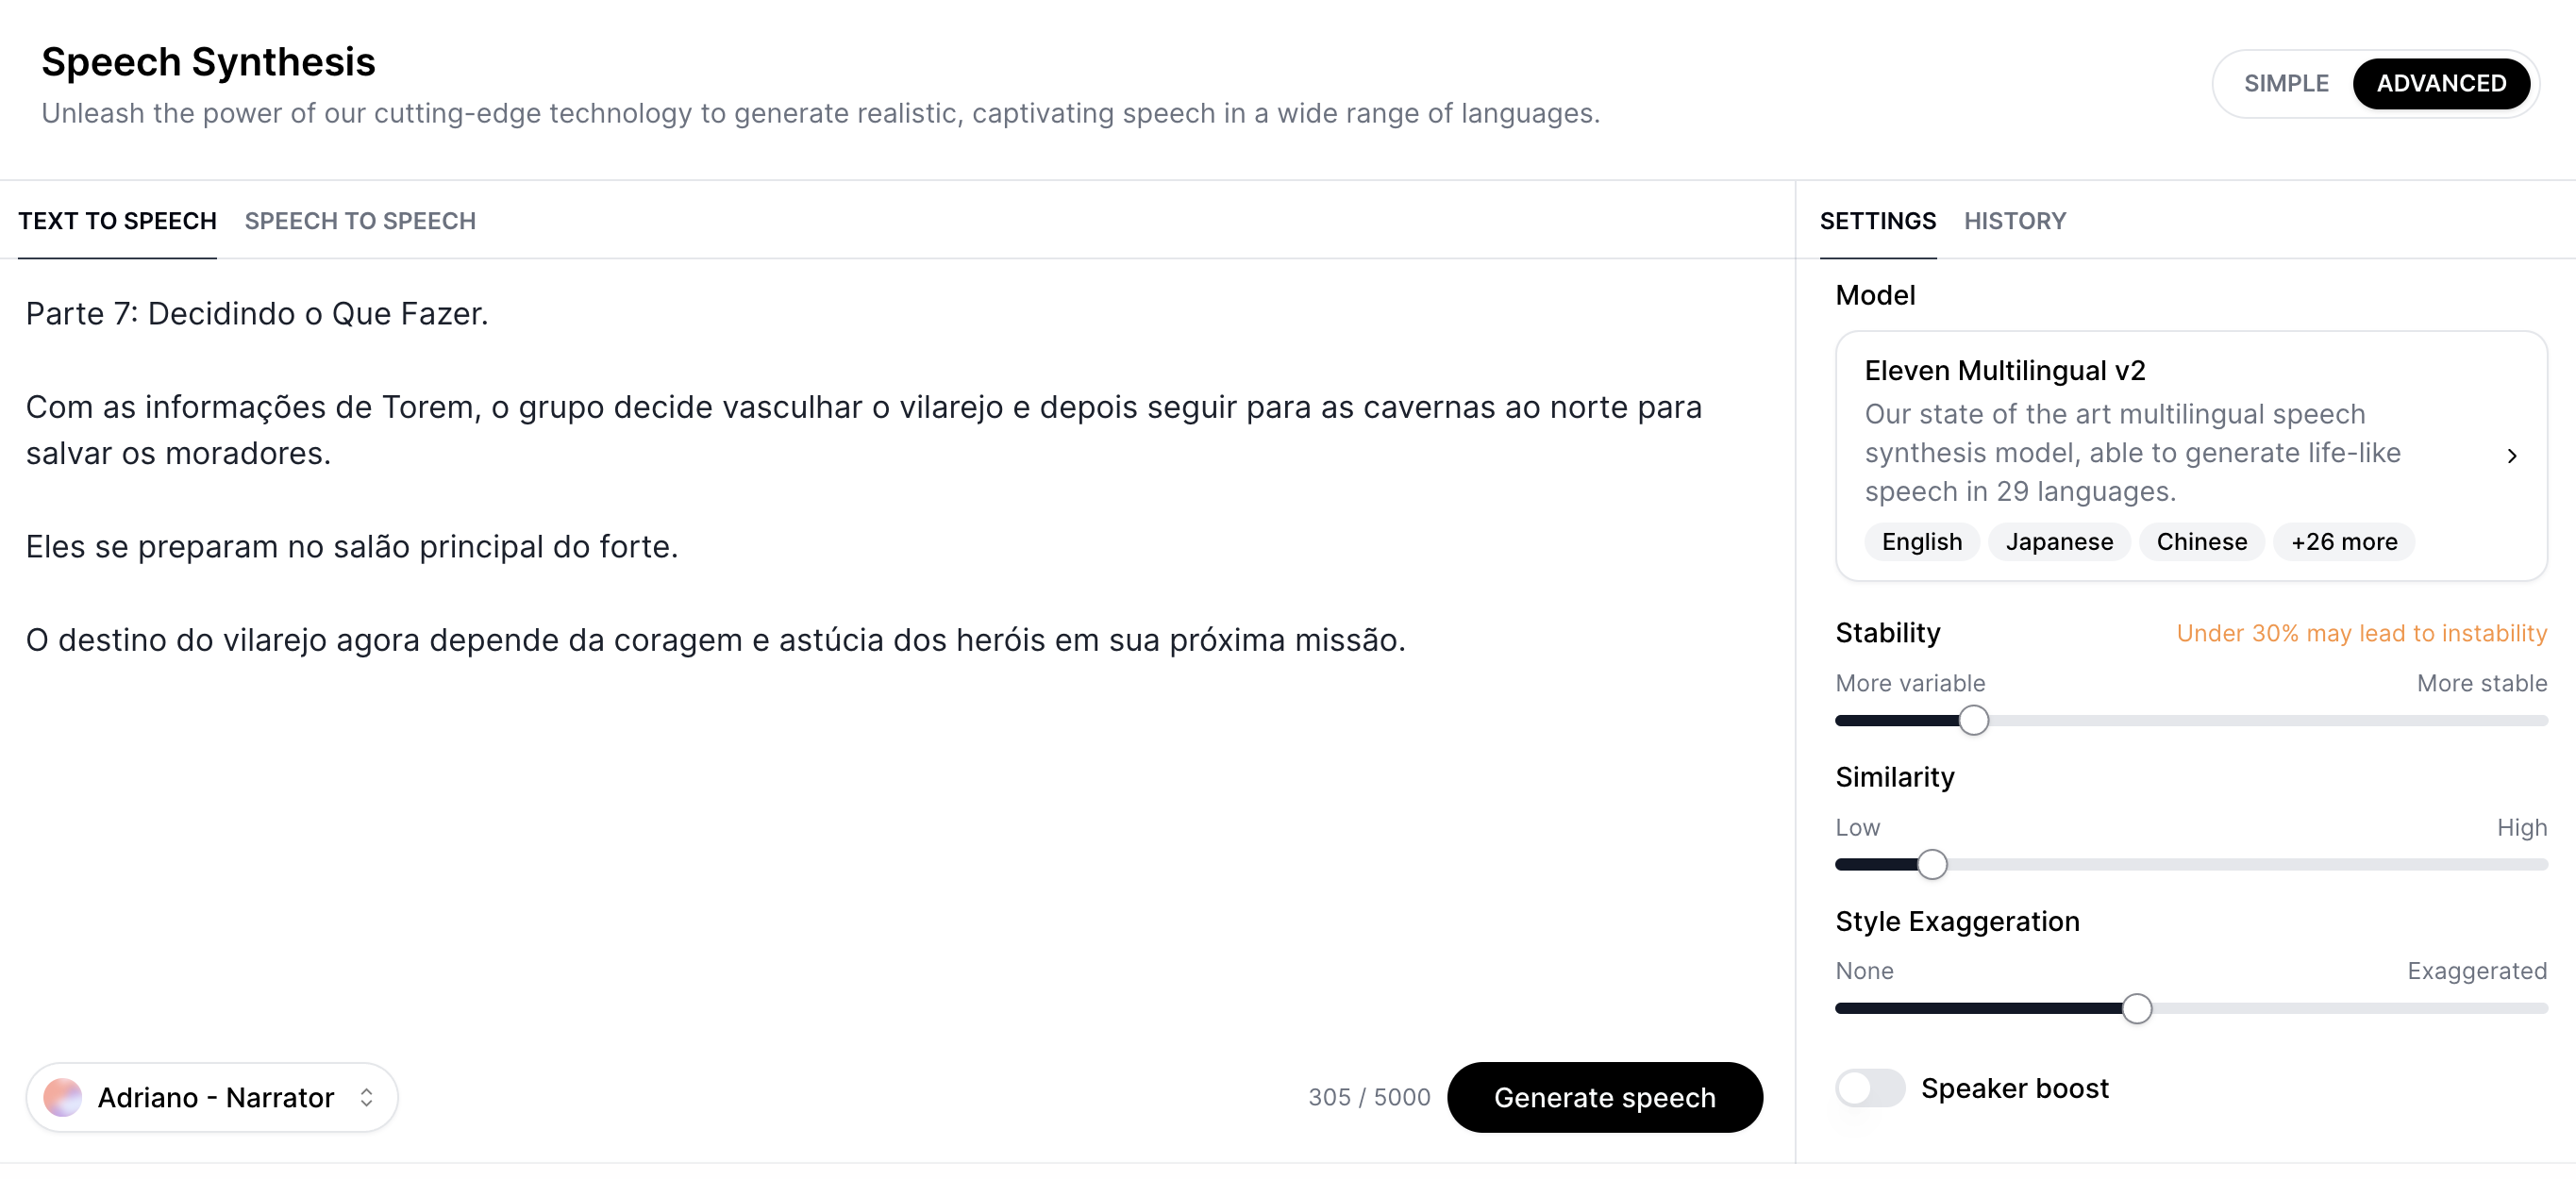 Speech Synthesis
Unleash the power of our cutting-edge technology to generate realistic, captivating speech in a wide range of languages.
SIMPLE
ADVANCED
TEXT TO SPEECH
SPEECH TO SPEECH
Parte 7: Decidindo o Que Fazer.
Com as informações de Torem, o grupo decide vasculhar o vilarejo e depois seguir para as cavernas ao norte para
salvar os moradores.
Eles se preparam no salão principal do forte.
O destino do vilarejo agora depende da coragem e astúcia dos heróis em sua próxima missão.
Adriano - Narrator
305 / 5000
Generate speech
SETTINGS
HISTORY
Model
Eleven Multilingual v2
Our state of the art multilingual speech
synthesis model, able to generate life-like
speech in 29 languages.
English
Japanese
Chinese
+26 more
Stability
Under 30% may lead to instability
More variable
More stable
Similarity
Low
High
Style Exaggeration
None
Exaggerated
Speaker boost